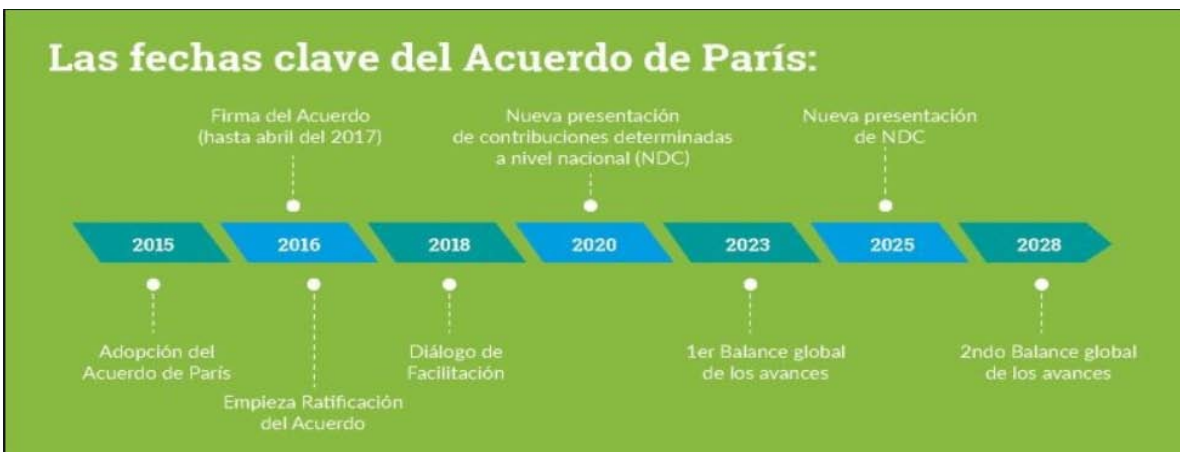 Las fechas clave del Acuerdo de París:
Firma del Acuerdo
(hasta abril del 2017)
Nueva presentación
de contribuciones determinadas
a nivel nacional (NDC)
Nueva presentación
de NDC
2015
2016
2018
2020
2023
2025
2028
Adopción del
Acuerdo de París
Empieza Ratificación
del Acuerdo
Diálogo de
Facilitación
1er Balance global
de los avances
2ndo Balance global
de los avances